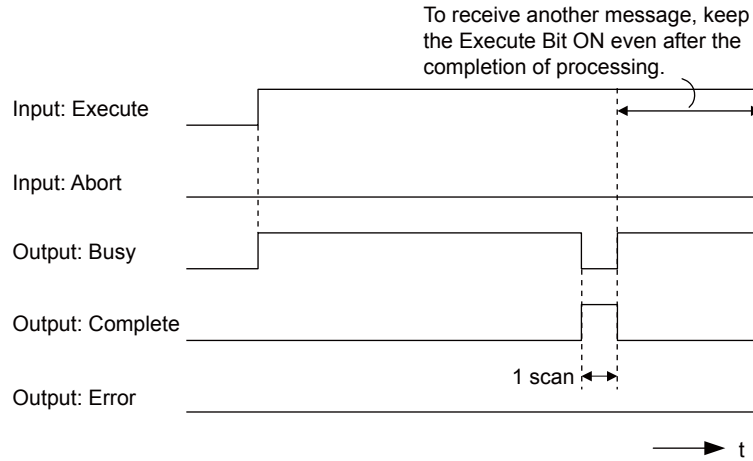 To receive another message, keep
the Execute Bit ON even after the
completion of processing.
Input: Execute
Input: Abort
Output: Busy
Output: Complete
1 scan
Output: Error
t